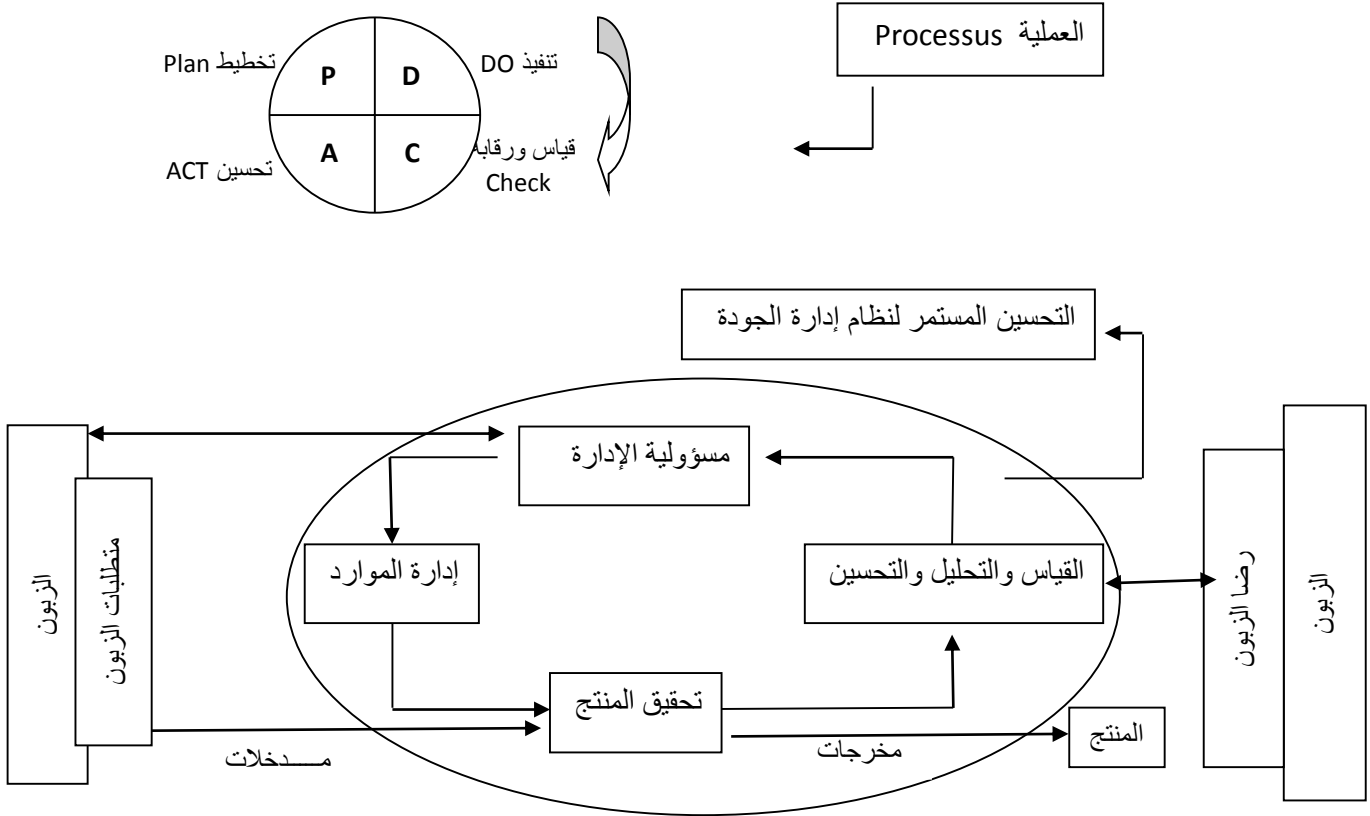 العملية Processus
تخطيط Plan
P
D
تنفيذ DO
تحسين ACT
A
C
قياس ورقابة
Check
التحسين المستمر لنظام إدارة الجودة
مسؤولية الإدارة
إدارة الموارد
القياس والتحليل والتحسين
تحقيق المنتج
المنتج
مـــــدخلات
مخرجات
الزبون
متطلبات الزبون
رضا الزبون
الزبون